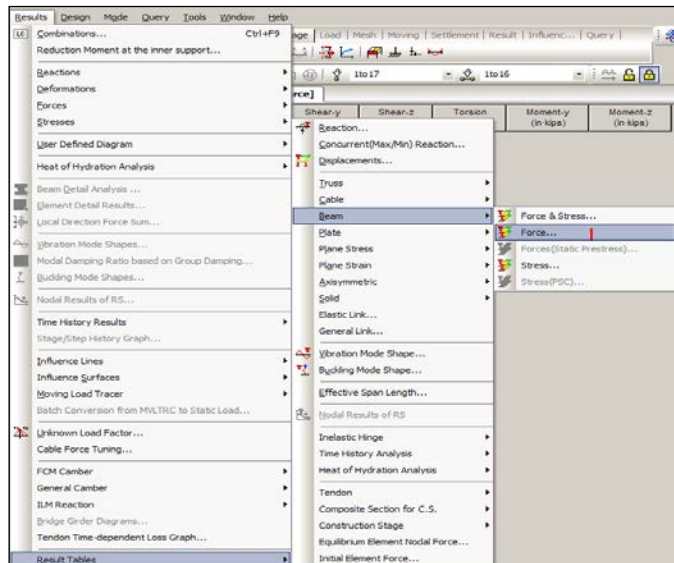 Results Design Mode Query Tools Window Help
Combinations... Ctrl+F9
Reduction Moment at the inner support...
Reactions
Deformations
Forces
Stresses
User Defined Diagram
Heat of Hydration Analysis
Beam Detail Analysis ...
Element Detail Results...
Local Direction Force Sum...
Vibration Mode Shapes...
Modal Damping Ratio based on Group Damping...
Buckling Mode Shapes...
Nodal Results of RS...
Time History Results
Stage/Step History Graph...
Influence Lines
Influence Surfaces
Moving Load Tracer
Batch Conversion from MVLTRC to Static Load...
Unknown Load Factor...
Cable Force Tuning...
FCM Camber
General Camber
ILM Reaction
Bridge Girder Diagrams...
Tendon Time-dependent Loss Graph...
Result Tables
age Load Mesh Moving Settlement Result Influenc... Query
1to17 1to16
rce]
Shear-y Shear-z Torsion Moment-y (in·kips) Moment-z (in·kips)
Reaction...
Concurrent(Max/Min) Reaction...
Displacements...
Truss
Cable
Beam
Plate
Plane Stress
Plane Strain
Axisymmetric
Solid
Elastic Link...
General Link...
Vibration Mode Shape...
Buckling Mode Shape...
Effective Span Length...
Nodal Results of RS
Inelastic Hinge
Time History Analysis
Heat of Hydration Analysis
Tendon
Composite Section for C.S.
Construction Stage
Equilibrium Element Nodal Force...
Initial Element Force...
Force & Stress...
Force...
Forces(Static Prestress)...
Stress...
Stress(PSC)...